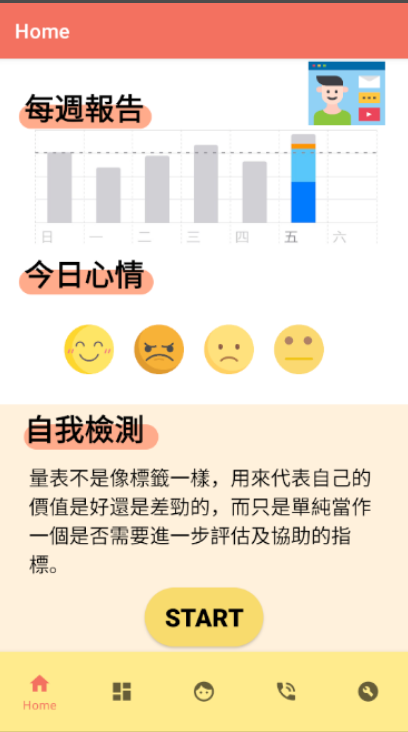 Home
每週報告
日 一 二 三 四 五 六
今日心情
自我檢測
量表不是像標籤一樣，用來代表自己的
價值是好還是差勁的，而只是單純當作
一個是否需要進一步評估及協助的指
標。
START
Home